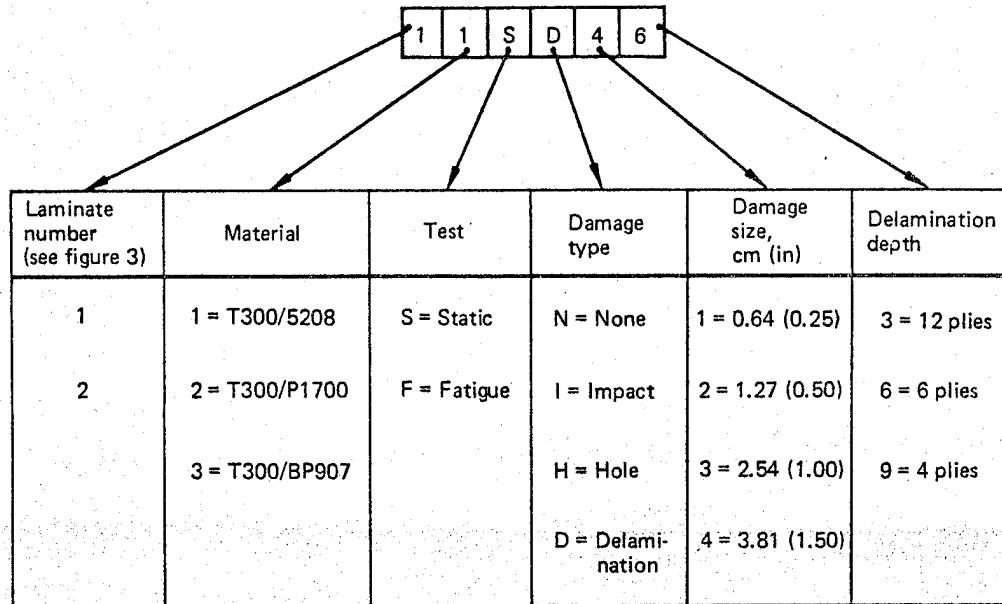 1 1 S D 4 6
Laminate number (see figure 3) Material Test Damage type Damage size, cm (in) Delamination depth
1 1 = T300/5208 S = Static N = None 1 = 0.64 (0.25) 3 = 12 plies
2 2 = T300/P1700 F = Fatigue I = Impact 2 = 1.27 (0.50) 6 = 6 plies
3 = T300/BP907 H = Hole 3 = 2.54 (1.00) 9 = 4 plies
D = Delami-nation 4 = 3.81 (1.50)